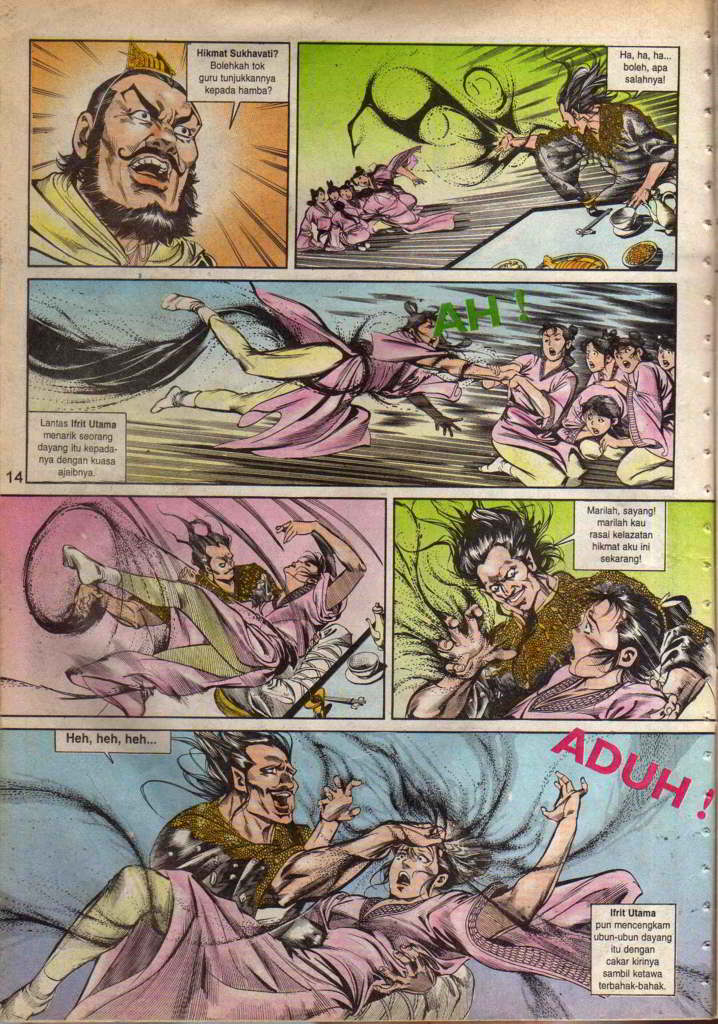 Hikmat Sukhavati?
Bolehkah tok
guru tunjukkannya
kepada hamba?
Ha, ha, ha...
boleh, apa
salahnya!
AH !
Lantas Ifrit Utama
menarik seorang
dayang itu kepada-
nya dengan kuasa
ajaibnya.
14
Marilah, sayang!
marilah kau
rasai kelazatan
hikmat aku ini
sekarang!
Heh, heh, heh...
ADUH !
Ifrit Utama
pun mencengkam
ubun-ubun dayang
itu dengan
cakar kirinya
sambil ketawa
terbahak-bahak.